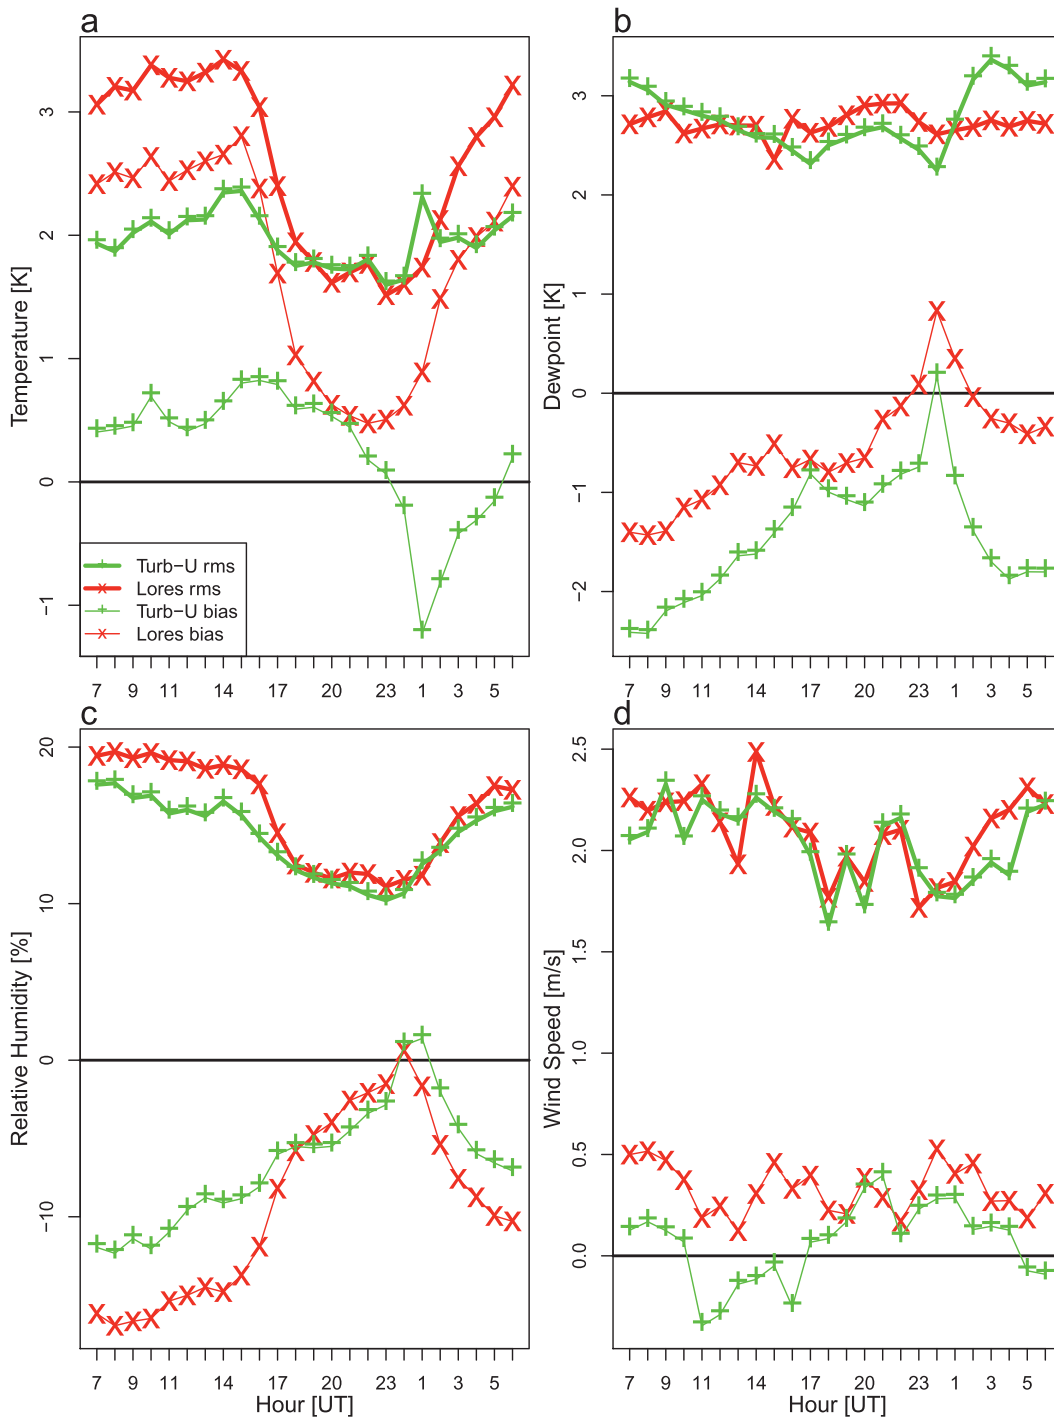 a
Temperature [K]
3
2
1
0
−1
Turb−U rms
Lores rms
Turb−U bias
Lores bias
7 9 11 14 17 20 23 1 3 5
b
Dewpoint [K]
3
2
1
0
−1
−2
7 9 11 14 17 20 23 1 3 5
c
Relative Humidity [%]
20
10
0
−10
7 9 11 14 17 20 23 1 3 5
Hour [UT]
d
Wind Speed [m/s]
2.5
2.0
1.5
1.0
0.5
0.0
7 9 11 14 17 20 23 1 3 5
Hour [UT]